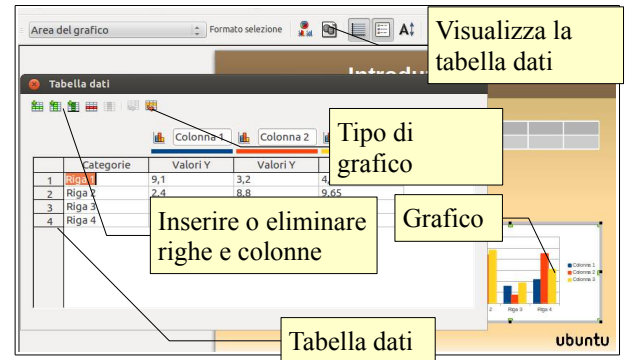 Area del grafico
Formato selezione
Visualizza la
tabella dati
Tabella dati
Colonna 1
Colonna 2
Tipo di
grafico
Categorie Valori Y Valori Y
1 Riga 1 9,1 3,2
2 Riga 2 2,4 8,8 9,65
3 Riga 3
4 Riga 4
Inserire o eliminare
righe e colonne
Grafico
Colonna 1
Colonna 2
Colonna 3
2 Riga 3 Riga 4
Tabella dati
ubuntu